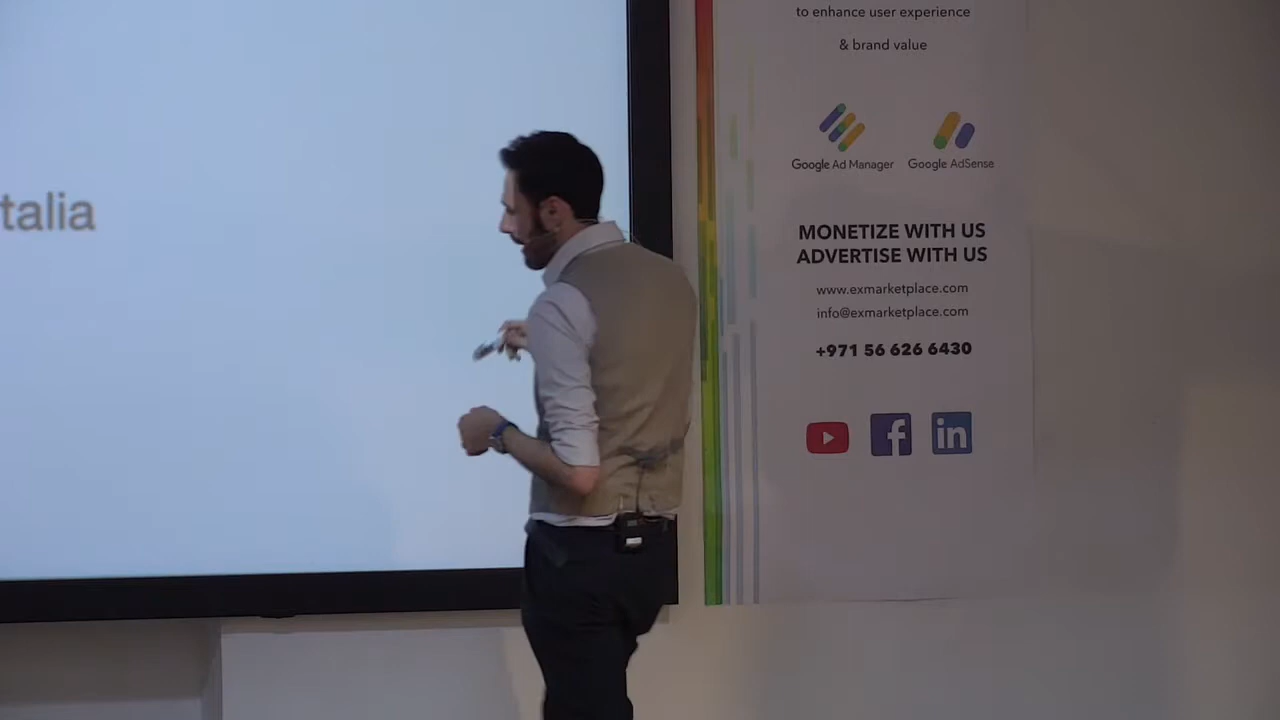 talia
to enhance user experience
& brand value
Google Ad Manager
Google AdSense
MONETIZE WITH US
ADVERTISE WITH US
www.exmarketplace.com
info@exmarketplace.com
+971 56 626 6430
f
in